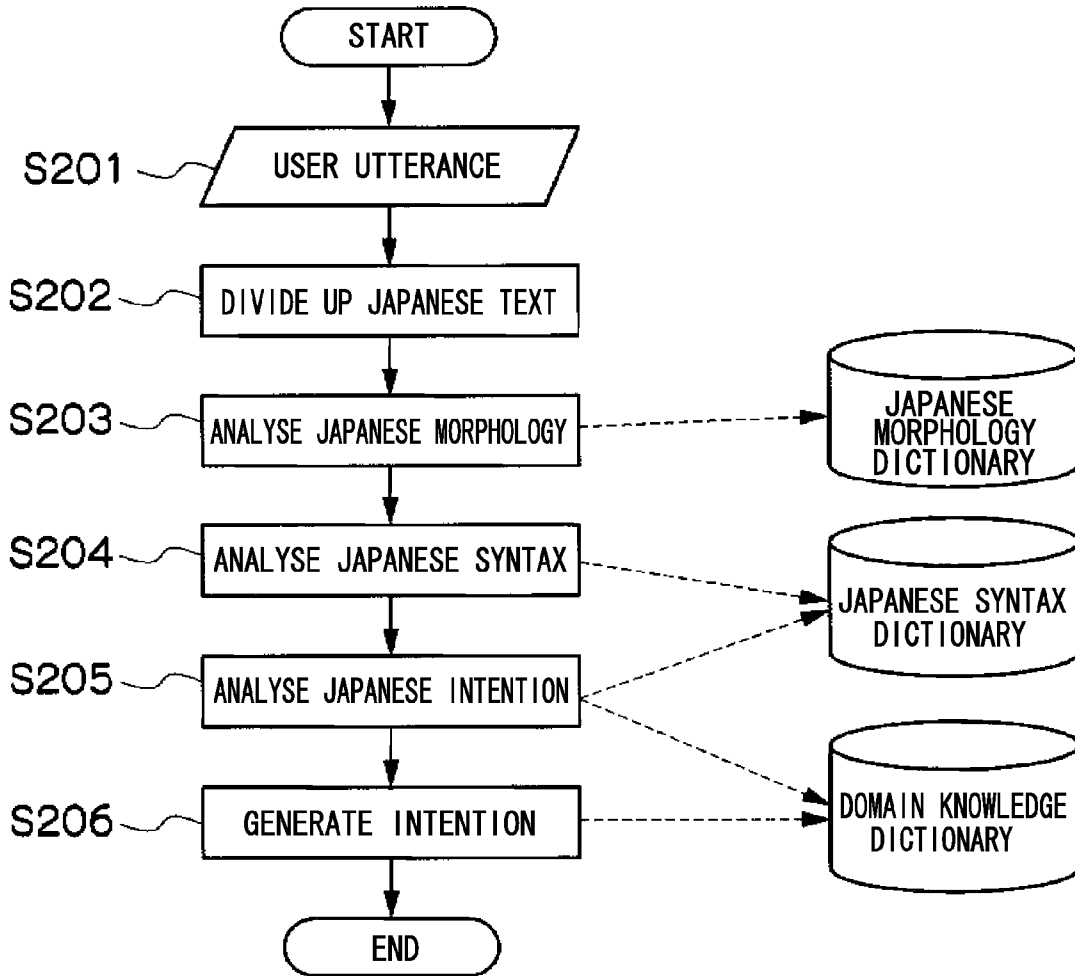 START
S201
USER UTTERANCE
S202
DIVIDE UP JAPANESE TEXT
S203
ANALYSE JAPANESE MORPHOLOGY
JAPANESE
MORPHOLOGY
DICTIONARY
S204
ANALYSE JAPANESE SYNTAX
JAPANESE SYNTAX
DICTIONARY
S205
ANALYSE JAPANESE INTENTION
S206
GENERATE INTENTION
DOMAIN KNOWLEDGE
DICTIONARY
END